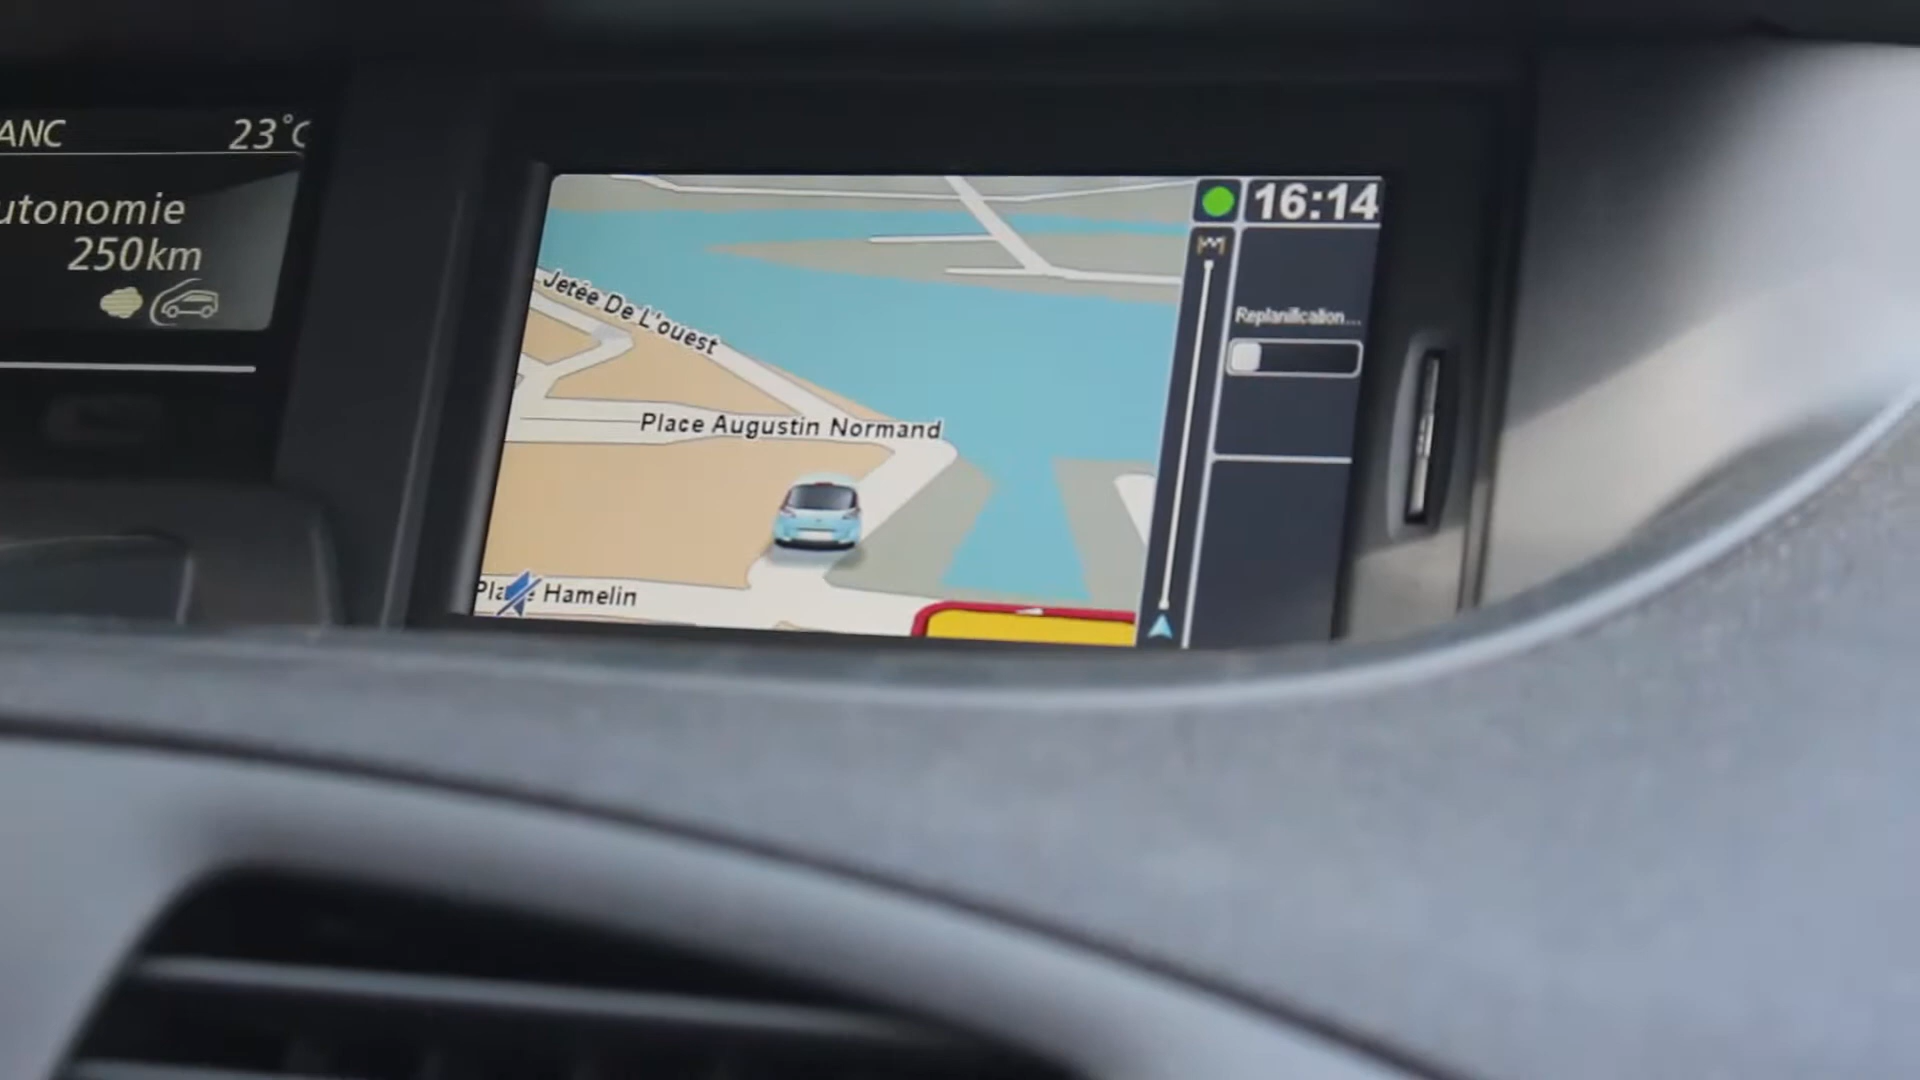 ANC 23°C
utonomie
250km
16:14
Replanification...
Jetée De L'ouest
Place Augustin Normand
Hamelin